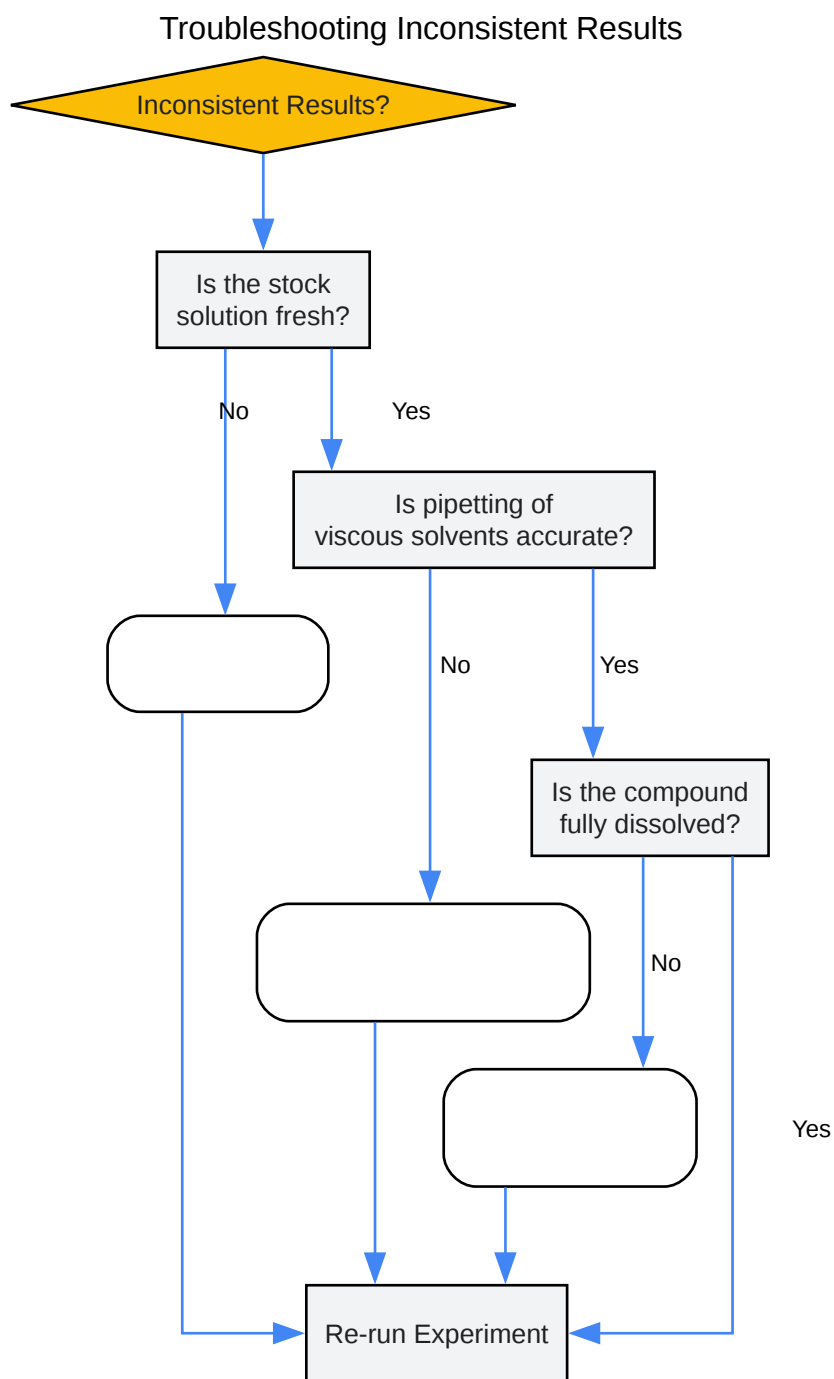 Troubleshooting Inconsistent Results
Inconsistent Results?
Is the stock
solution fresh?
No
Yes
Is pipetting of
viscous solvents accurate?
No
Yes
Is the compound
fully dissolved?
No
Yes
Re-run Experiment